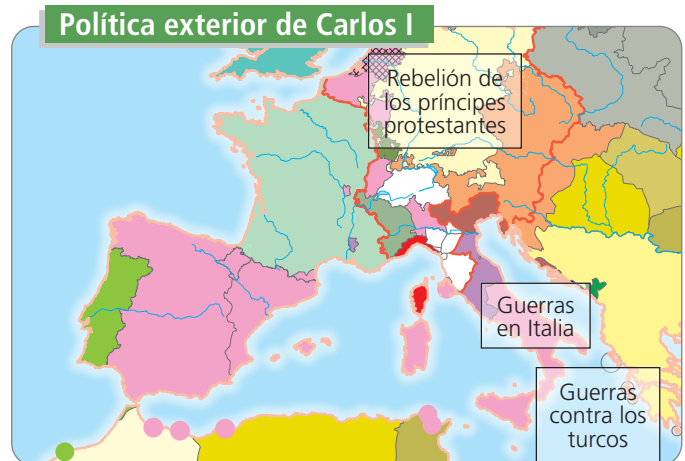 Política exterior de Carlos I
Rebelión de
los príncipes
protestantes
Guerras
en Italia
Guerras
contra los
turcos